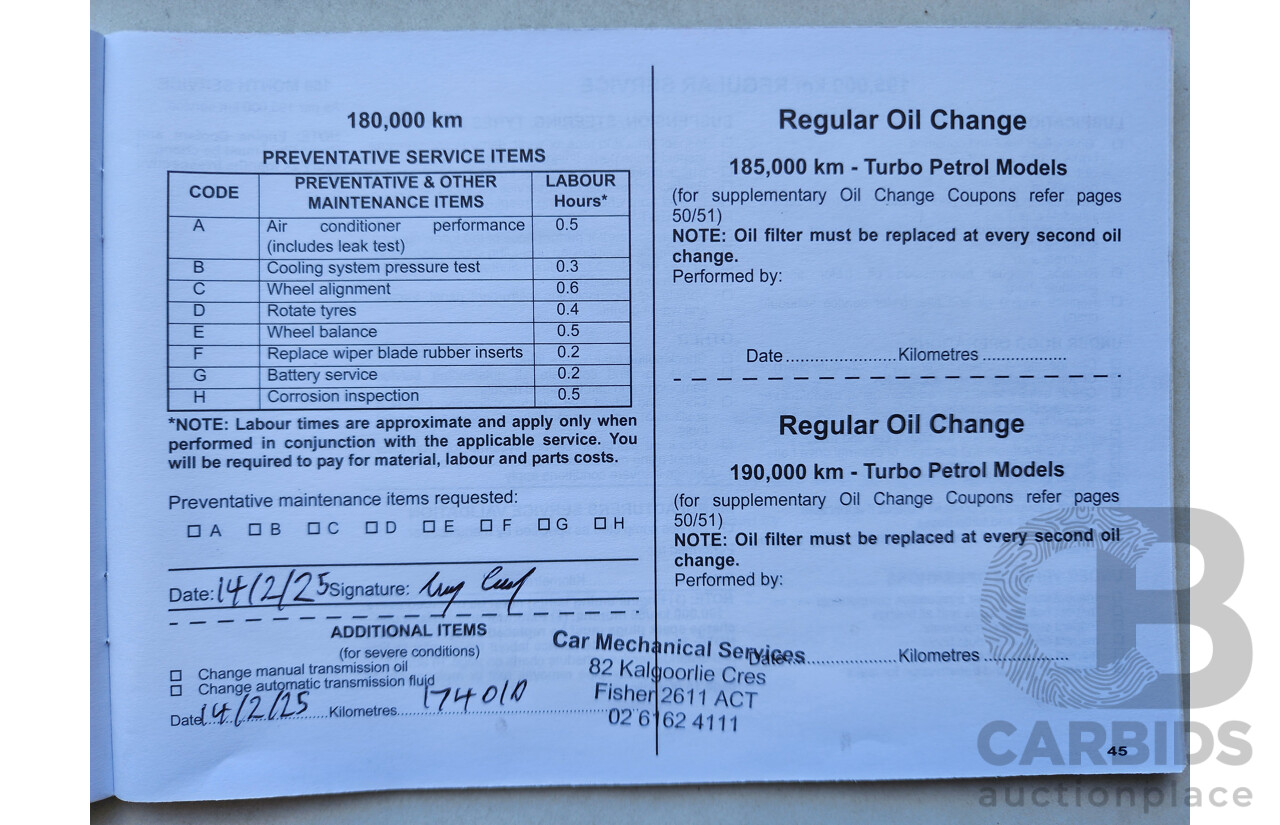 180,000 km
PREVENTATIVE SERVICE ITEMS
CODE PREVENTATIVE & OTHER MAINTENANCE ITEMS LABOUR Hours*
A Air conditioner performance (includes leak test) 0.5
B Cooling system pressure test 0.3
C Wheel alignment 0.6
D Rotate tyres 0.4
E Wheel balance 0.5
F Replace wiper blade rubber inserts 0.2
G Battery service 0.2
H Corrosion inspection 0.5
*NOTE: Labour times are approximate and apply only when
performed in conjunction with the applicable service. You
will be required to pay for material, labour and parts costs.
Preventative maintenance items requested:
☐ A ☐ B ☐ C ☐ D ☐ E ☐ F ☐ G ☐ H
Date: 14/2/25 Signature:
ADDITIONAL ITEMS
(for severe conditions)
☐ Change manual transmission oil
☐ Change automatic transmission fluid
Date 14/2/25 Kilometres 174010
Car Mechanical Services
82 Kalgoorlie Cres
Fisher 2611 ACT
02 6162 4111
Regular Oil Change
185,000 km - Turbo Petrol Models
(for supplementary Oil Change Coupons refer pages
50/51)
NOTE: Oil filter must be replaced at every second oil
change.
Performed by:
Date ...................... Kilometres .................
Regular Oil Change
190,000 km - Turbo Petrol Models
(for supplementary Oil Change Coupons refer pages
50/51)
NOTE: Oil filter must be replaced at every second oil
change.
Performed by:
Date ...................... Kilometres .................
45
CB
CARBIDS
auctionplace